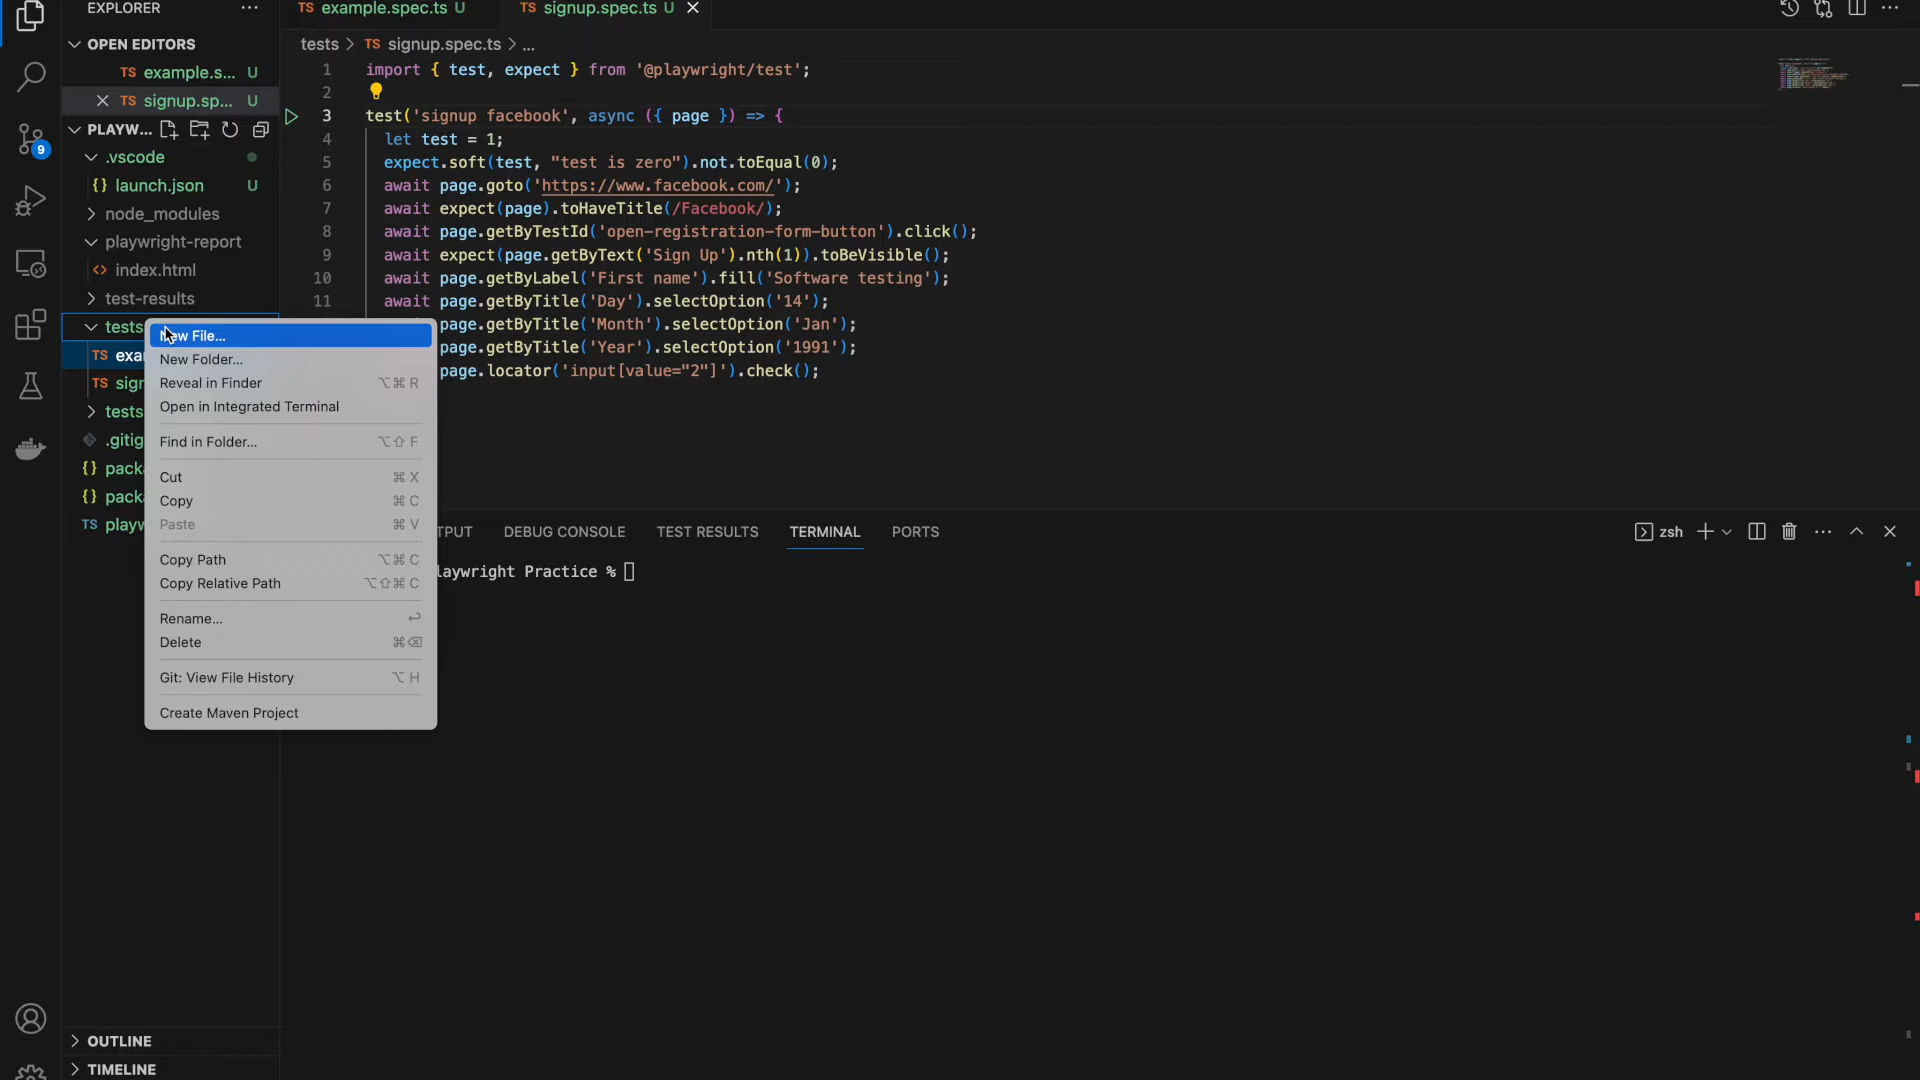 EXPLORER
OPEN EDITORS
TS example.s... U
TS signup.sp... U
PLAYW...
.vscode
{} launch.json U
node_modules
playwright-report
<> index.html
test-results
tests
TS exa
TS sig
tests
.gitig
{} pack
{} pack
TS playw
OUTLINE
TIMELINE
9
TS example.spec.ts U
TS signup.spec.ts U
tests > TS signup.spec.ts > ...
1 import { test, expect } from '@playwright/test';
2
3 test('signup facebook', async ({ page }) => {
4 let test = 1;
5 expect.soft(test, "test is zero").not.toEqual(0);
6 await page.goto('https://www.facebook.com/');
7 await expect(page).toHaveTitle(/Facebook/);
8 await page.getByTestId('open-registration-form-button').click();
9 await expect(page.getByText('Sign Up').nth(1)).toBeVisible();
10 await page.getByLabel('First name').fill('Software testing');
11 await page.getByTitle('Day').selectOption('14');
page.getByTitle('Month').selectOption('Jan');
page.getByTitle('Year').selectOption('1991');
page.locator('input[value="2"]').check();
New File...
New Folder...
Reveal in Finder ⌥⌘ R
Open in Integrated Terminal
Find in Folder... ⌥⇧ F
Cut ⌘ X
Copy ⌘ C
Paste ⌘ V
Copy Path ⌥⌘ C
Copy Relative Path ⌥⇧⌘ C
Rename... ↩
Delete ⌘⌫
Git: View File History ⌥ H
Create Maven Project
TPUT DEBUG CONSOLE TEST RESULTS TERMINAL PORTS
zsh
laywright Practice %